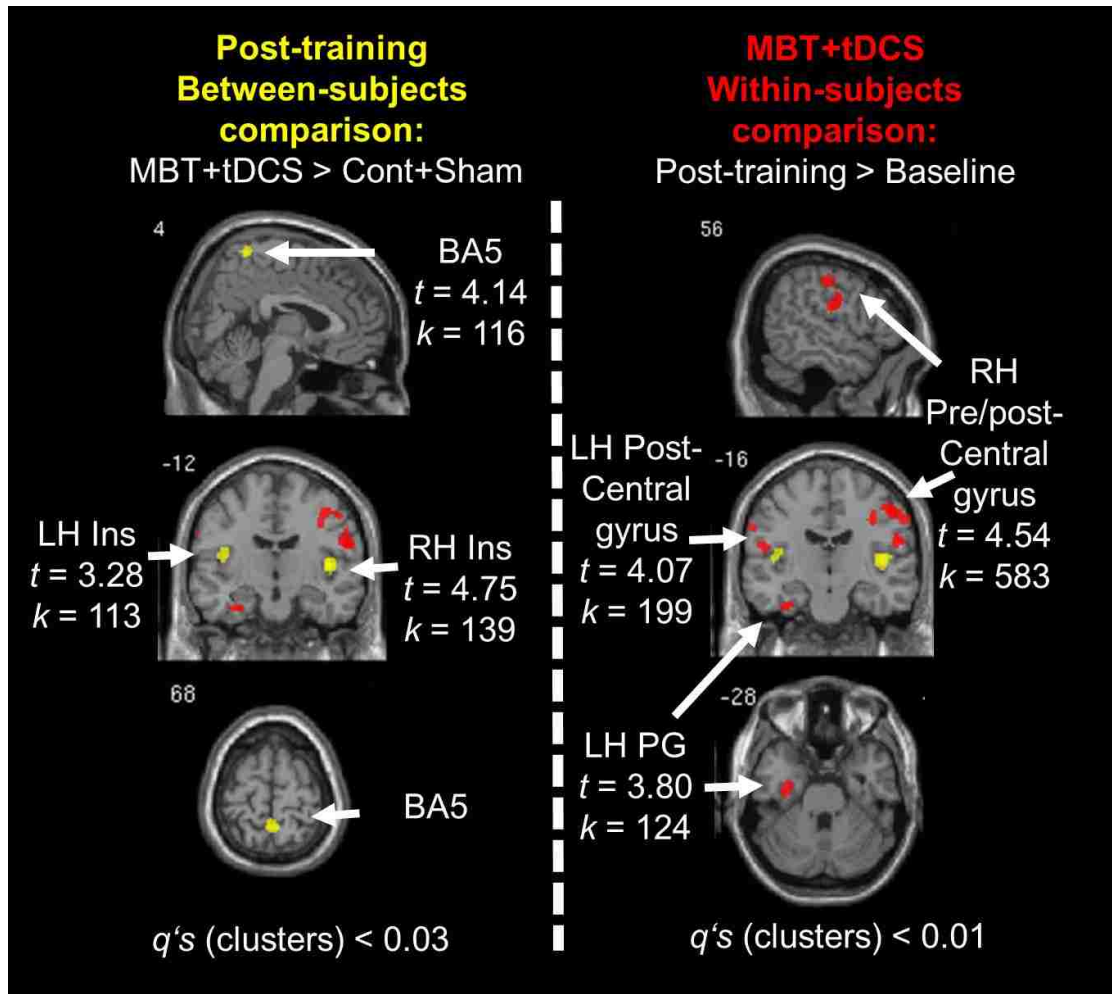 Post-training
Between-subjects
comparison:
MBT+tDCS > Cont+Sham
4
BA5
t = 4.14
k = 116
-12
LH Ins
t = 3.28
k = 113
RH Ins
t = 4.75
k = 139
68
BA5
q‘s (clusters) < 0.03
MBT+tDCS
Within-subjects
comparison:
Post-training > Baseline
56
RH
Pre/post-
Central
gyrus
t = 4.54
k = 583
-16
LH Post-
Central
gyrus
t = 4.07
k = 199
-28
LH PG
t = 3.80
k = 124
q‘s (clusters) < 0.01